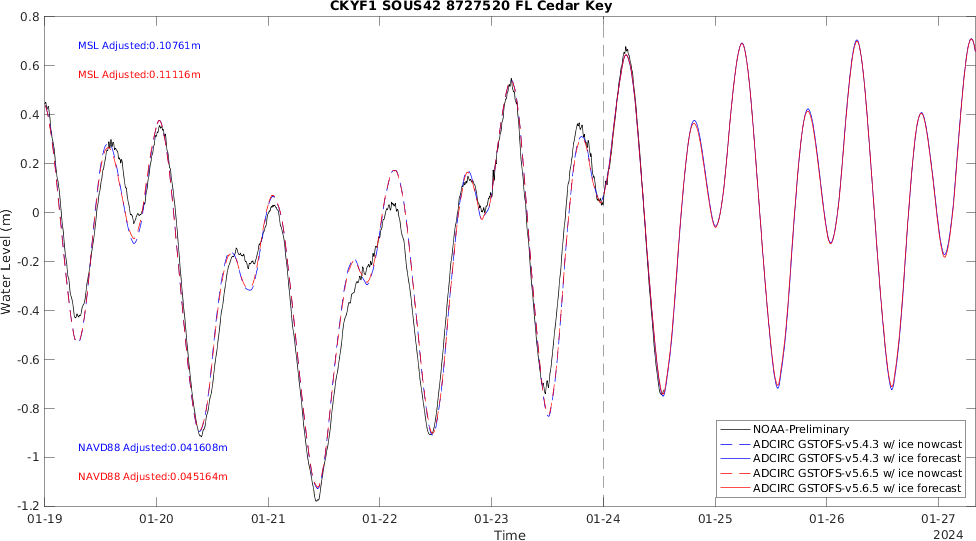 CKYF1 SOUS42 8727520 FL Cedar Key
0.8
0.6
0.4
0.2
0
-0.2
-0.4
-0.6
-0.8
-1
-1.2
Water Level (m)
MSL Adjusted:0.10761m
MSL Adjusted:0.11116m
NAVD88 Adjusted:0.041608m
NAVD88 Adjusted:0.045164m
NOAA-Preliminary
ADCIRC GSTOFS-v5.4.3 w/ ice nowcast
ADCIRC GSTOFS-v5.4.3 w/ ice forecast
ADCIRC GSTOFS-v5.6.5 w/ ice nowcast
ADCIRC GSTOFS-v5.6.5 w/ ice forecast
01-19 01-20 01-21 01-22 01-23 01-24 01-25 01-26 01-27
Time
2024